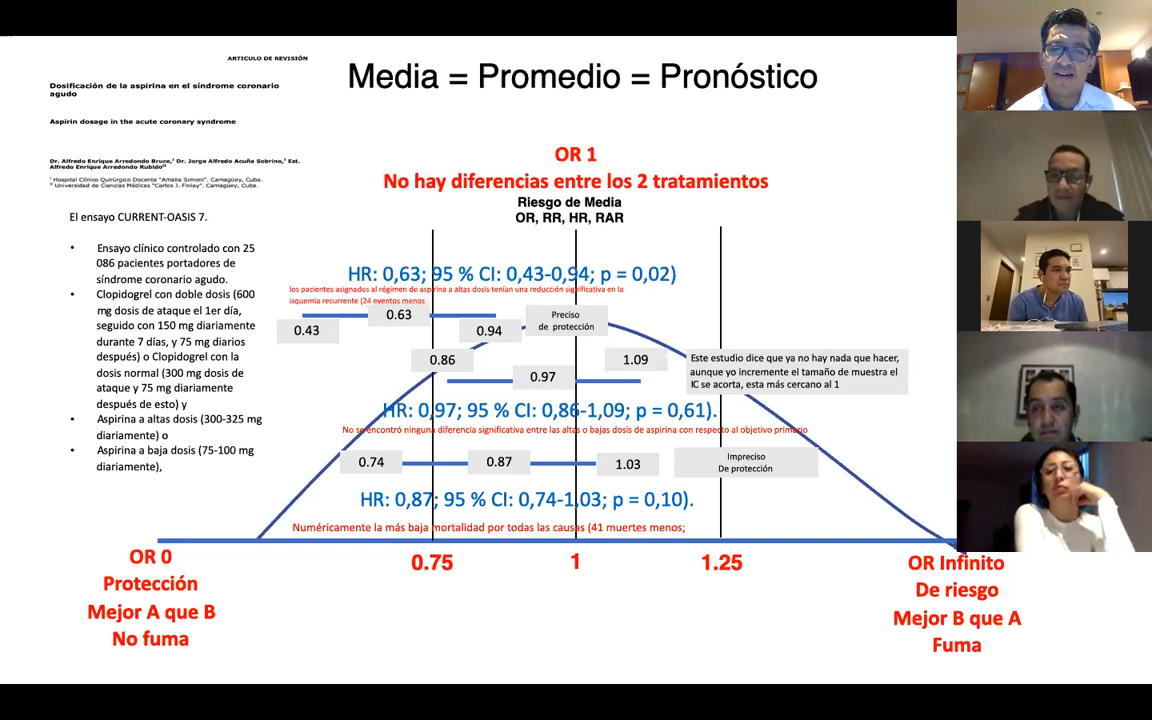 ARTICULO DE REVISIÓN
Dosificación de la aspirina en el síndrome coronario
agudo
Aspirin dosage in the acute coronary syndrome
Dr. Alfredo Enrique Arredondo Bruce,I Dr. Jorge Alfredo Acuña Sobrino,I Est.
Alfredo Enrique Arredondo RubidoII
I Hospital Clínico Quirúrgico Docente "Amalia Simoni". Camagüey, Cuba.
II Universidad de Ciencias Médicas "Carlos J. Finlay". Camagüey, Cuba.
El ensayo CURRENT-OASIS 7.
• Ensayo clínico controlado con 25
086 pacientes portadores de
síndrome coronario agudo.
• Clopidogrel con doble dosis (600
mg dosis de ataque el 1er día,
seguido con 150 mg diariamente
durante 7 días, y 75 mg diarios
después) o Clopidogrel con la
dosis normal (300 mg dosis de
ataque y 75 mg diariamente
después de esto) y
• Aspirina a altas dosis (300-325 mg
diariamente) o
• Aspirina a baja dosis (75-100 mg
diariamente),
Media = Promedio = Pronóstico
OR 1
No hay diferencias entre los 2 tratamientos
Riesgo de Media
OR, RR, HR, RAR
HR: 0,63; 95 % CI: 0,43-0,94; p = 0,02)
los pacientes asignados al régimen de aspirina a altas dosis tenían una reducción significativa en la
isquemia recurrente (24 eventos menos
0.43
0.63
0.94
Preciso
de protección
0.86
0.97
1.09
Este estudio dice que ya no hay nada que hacer,
aunque yo incremente el tamaño de muestra el
IC se acorta, esta más cercano al 1
HR: 0,97; 95 % CI: 0,86-1,09; p = 0,61).
No se encontró ninguna diferencia significativa entre las altas o bajas dosis de aspirina con respecto al objetivo primario
0.74
0.87
1.03
Impreciso
De protección
HR: 0,87; 95 % CI: 0,74-1,03; p = 0,10).
Numéricamente la más baja mortalidad por todas las causas (41 muertes menos;
0.75
1
1.25
OR 0
Protección
Mejor A que B
No fuma
OR Infinito
De riesgo
Mejor B que A
Fuma